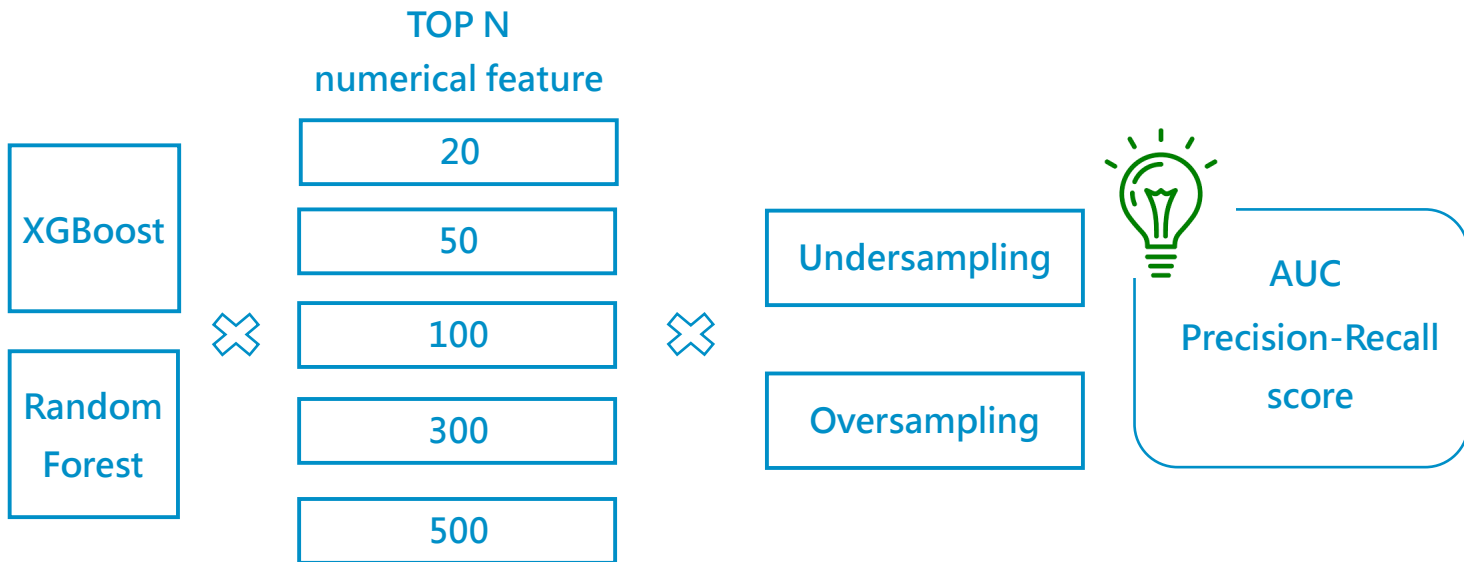 TOP N
numerical feature
XGBoost
Random
Forest
20
50
100
300
500
Undersampling
Oversampling
AUC
Precision-Recall
score